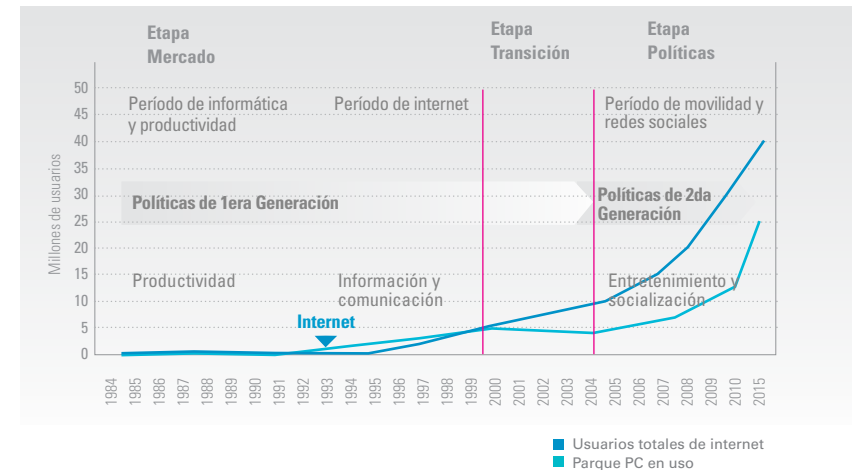 Etapa
Mercado
Etapa
Transición
Etapa
Políticas
Millones de usuarios
50
45
40
35
30
25
20
15
10
5
0
Período de informática
y productividad
Período de internet
Período de movilidad y
redes sociales
Políticas de 1era Generación
Políticas de 2da
Generación
Productividad
Información y
comunicación
Entretenimiento y
socialización
Internet
1984
1985
1986
1987
1988
1989
1990
1991
1992
1993
1994
1995
1996
1997
1998
1999
2000
2001
2002
2003
2004
2005
2006
2007
2008
2009
2010
2015
Usuarios totales de internet
Parque PC en uso